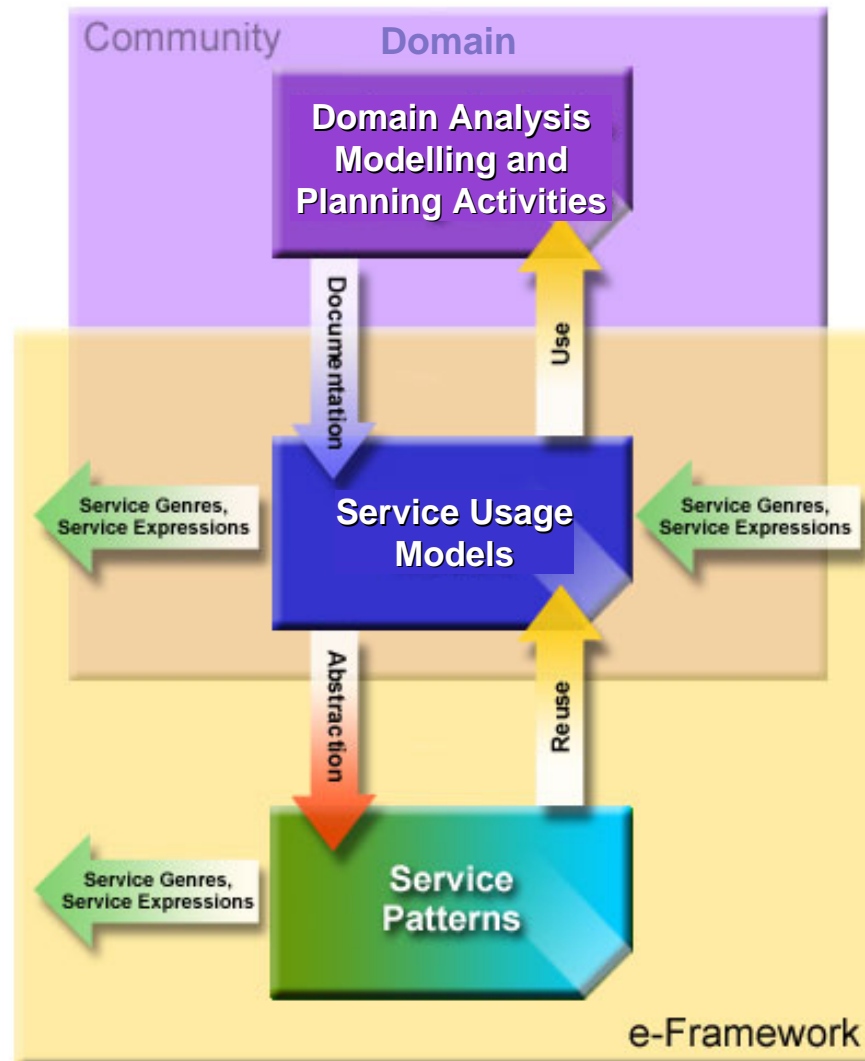 Community Domain
Domain Analysis
Modelling and
Planning Activities
Documentation
Use
Service Genres,
Service Expressions
Service Usage
Models
Service Genres,
Service Expressions
Abstraction
Reuse
Service Genres,
Service Expressions
Service
Patterns
e-Framework